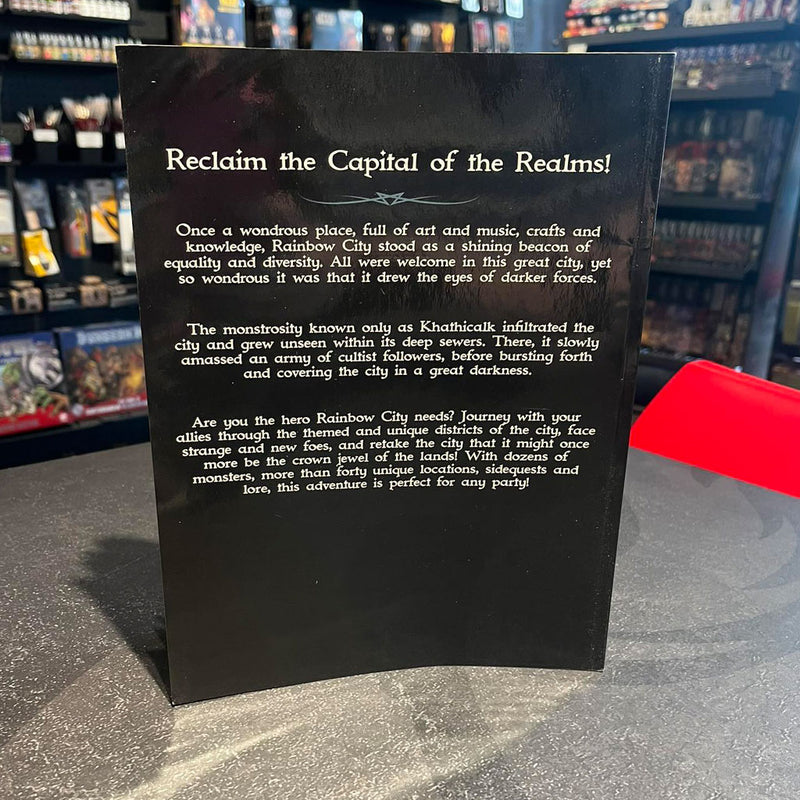 Reclaim the Capital of the Realms!
Once a wondrous place, full of art and music, crafts and
knowledge, Rainbow City stood as a shining beacon of
equality and diversity. All were welcome in this great city, yet
so wondrous it was that it drew the eyes of darker forces.
The monstrosity known only as Khathicalk infiltrated the
city and grew unseen within its deep sewers. There, it slowly
amassed an army of cultist followers, before bursting forth
and covering the city in a great darkness.
Are you the hero Rainbow City needs? Journey with your
allies through the themed and unique districts of the city, face
strange and new foes, and retake the city that it might once
more be the crown jewel of the lands! With dozens of
monsters, more than forty unique locations, sidequests and
lore, this adventure is perfect for any party!